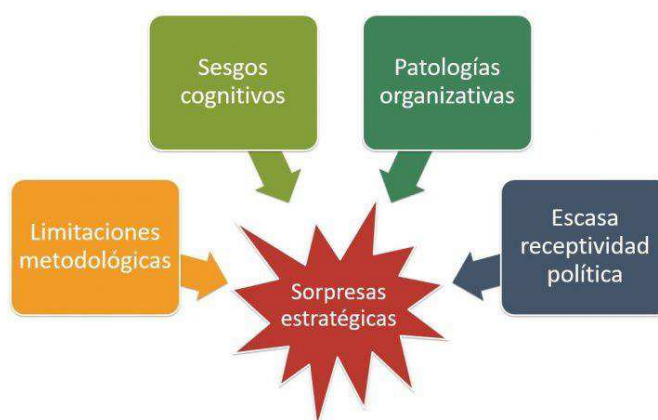 Sesgos
cognitivos
Patologías
organizativas
Limitaciones
metodológicas
Escasa
receptividad
política
Sorpresas
estratégicas